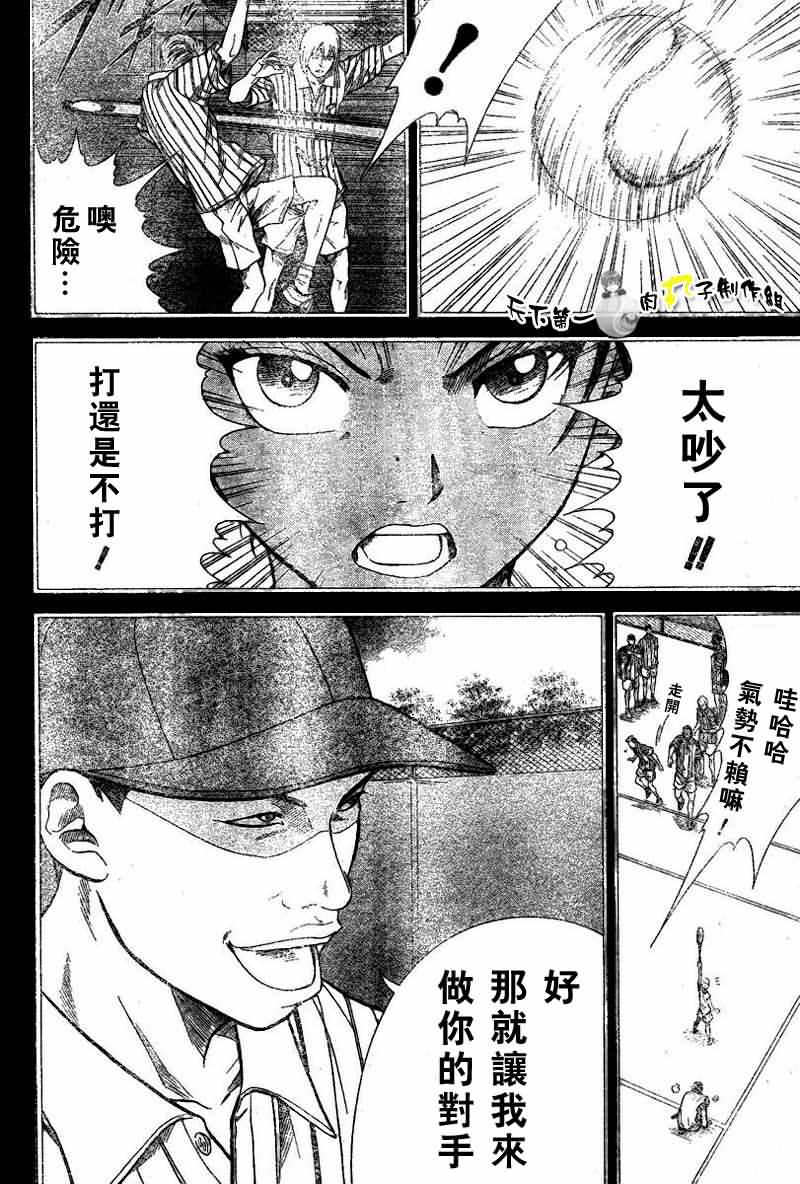 ！
噢
危險…
天下第一
肉丸子制作組
太吵了!!
打還是不打!
哇哈哈
氣勢不賴嘛!
走開
好
那就讓我來
做你的對手